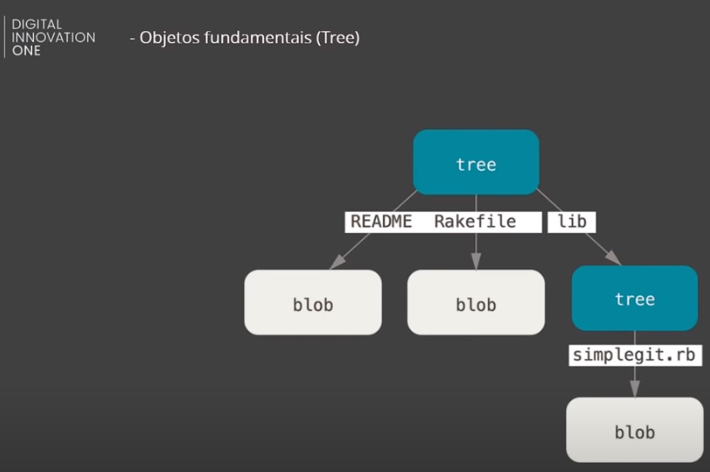 DIGITAL
INNOVATION
ONE
- Objetos fundamentais (Tree)
tree
README Rakefile lib
blob blob tree
simplegit.rb
blob